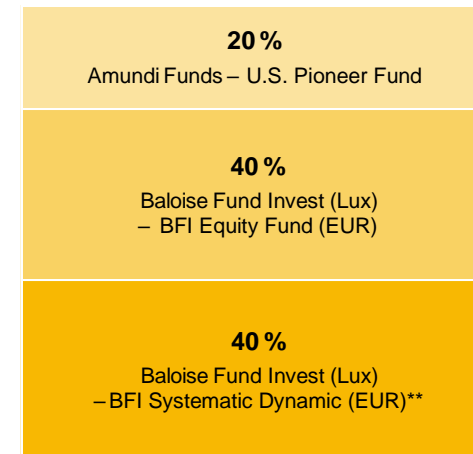 20 %
Amundi Funds – U.S. Pioneer Fund
40 %
Baloise Fund Invest (Lux)
– BFI Equity Fund (EUR)
40 %
Baloise Fund Invest (Lux)
– BFI Systematic Dynamic (EUR)**